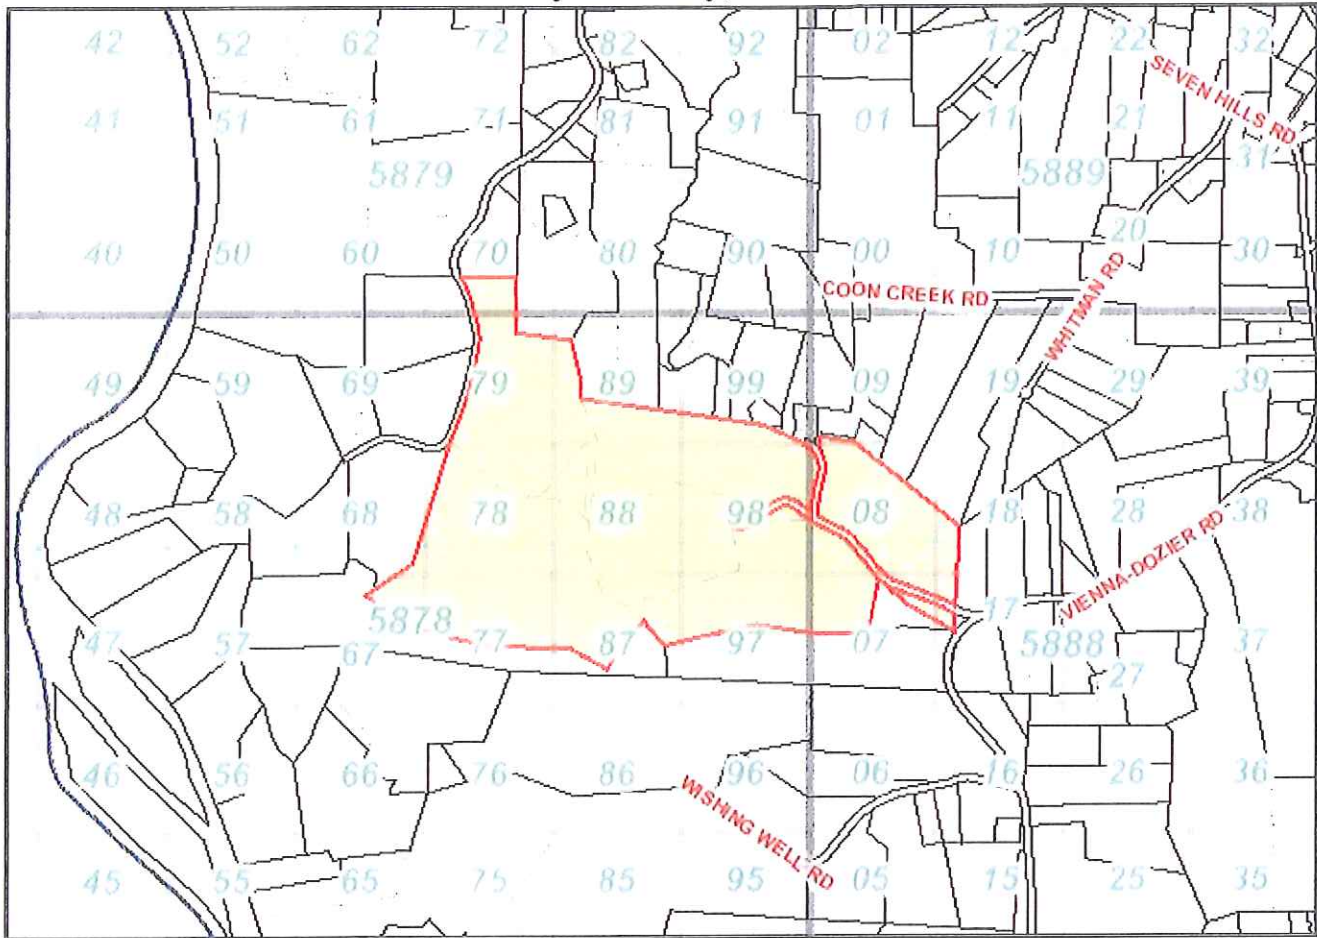 42 52 62 72 82 92 02 12 22 32
SEVEN HILLS RD
41 51 61 71 81 91 01 11 21 31
5879 5889
40 50 60 70 80 90 00 10 20 30
COON CREEK RD
WHITMAN RD
49 59 69 79 89 99 09 19 29 39
48 58 68 78 88 98 08 18 28 38
VIENNA-DOZIER RD
5878 5888
47 57 67 77 87 97 07 17 27 37
46 56 66 76 86 96 06 16 26 36
WISHING WELL RD
45 55 65 75 85 95 05 15 25 35